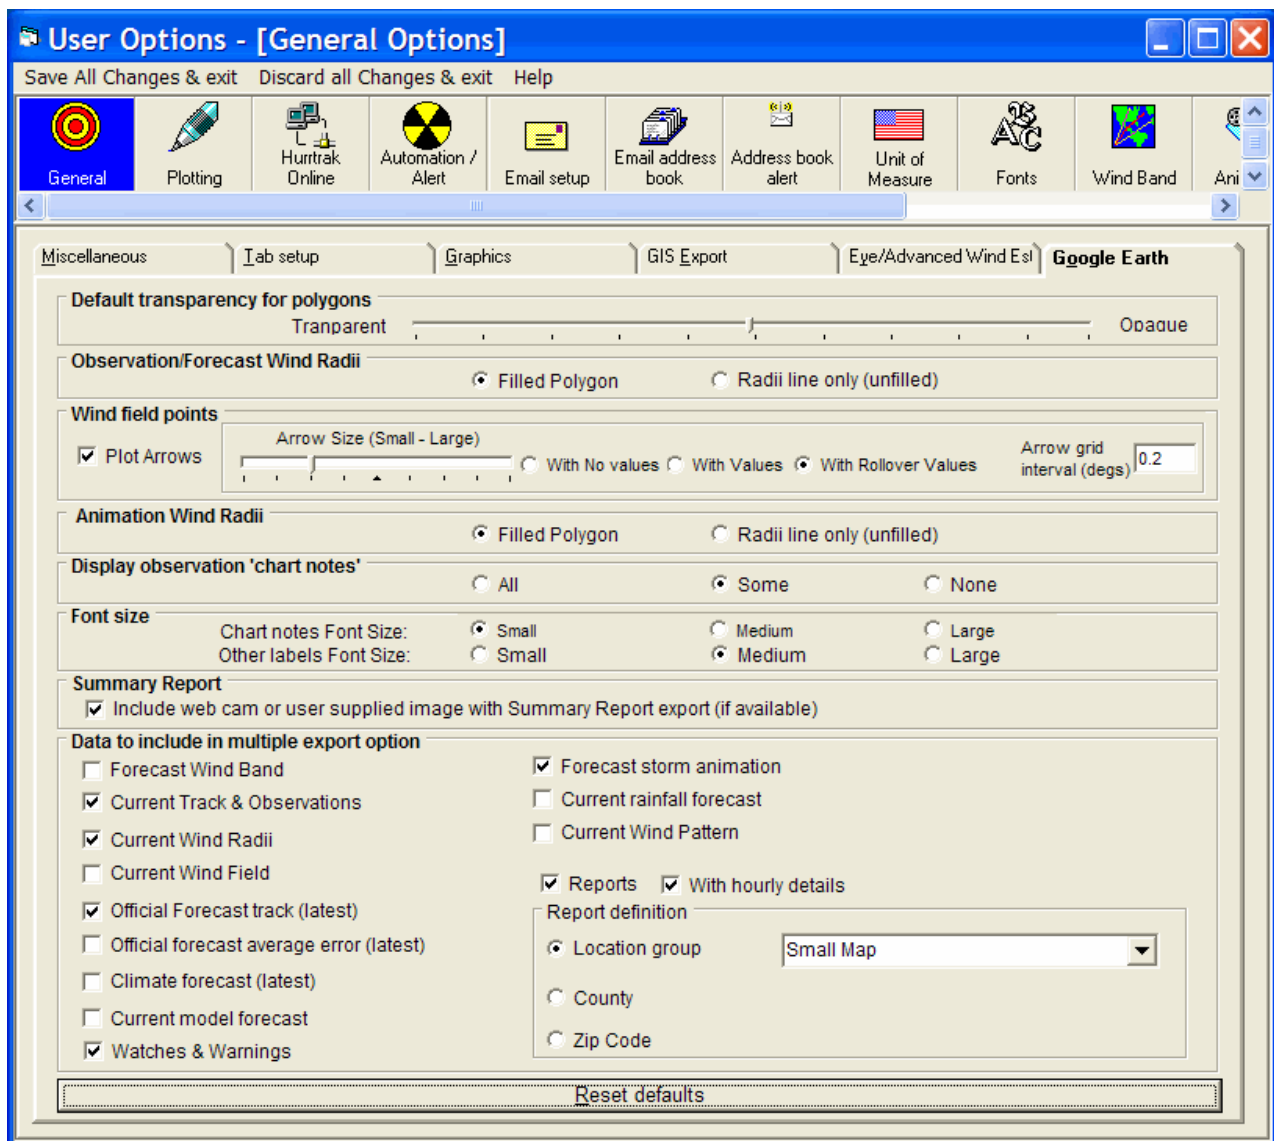 User Options - [General Options]
Save All Changes & exit Discard all Changes & exit Help
General
Plotting
Hurrtrak Online
Automation / Alert
Email setup
Email address book
Address book alert
Unit of Measure
Fonts
Wind Band
Ani
Miscellaneous Tab setup Graphics GIS Export Eye/Advanced Wind Esl Google Earth
Default transparency for polygons
Tranparent Opaque
Observation/Forecast Wind Radii
Filled Polygon Radii line only (unfilled)
Wind field points
Plot Arrows
Arrow Size (Small - Large)
With No values With Values With Rollover Values
Arrow grid
interval (degs) 0.2
Animation Wind Radii
Filled Polygon Radii line only (unfilled)
Display observation 'chart notes'
All Some None
Font size
Chart notes Font Size: Small Medium Large
Other labels Font Size: Small Medium Large
Summary Report
Include web cam or user supplied image with Summary Report export (if available)
Data to include in multiple export option
Forecast Wind Band
Current Track & Observations
Current Wind Radii
Current Wind Field
Official Forecast track (latest)
Official forecast average error (latest)
Climate forecast (latest)
Current model forecast
Watches & Warnings
Forecast storm animation
Current rainfall forecast
Current Wind Pattern
Reports With hourly details
Report definition
Location group Small Map
County
Zip Code
Reset defaults